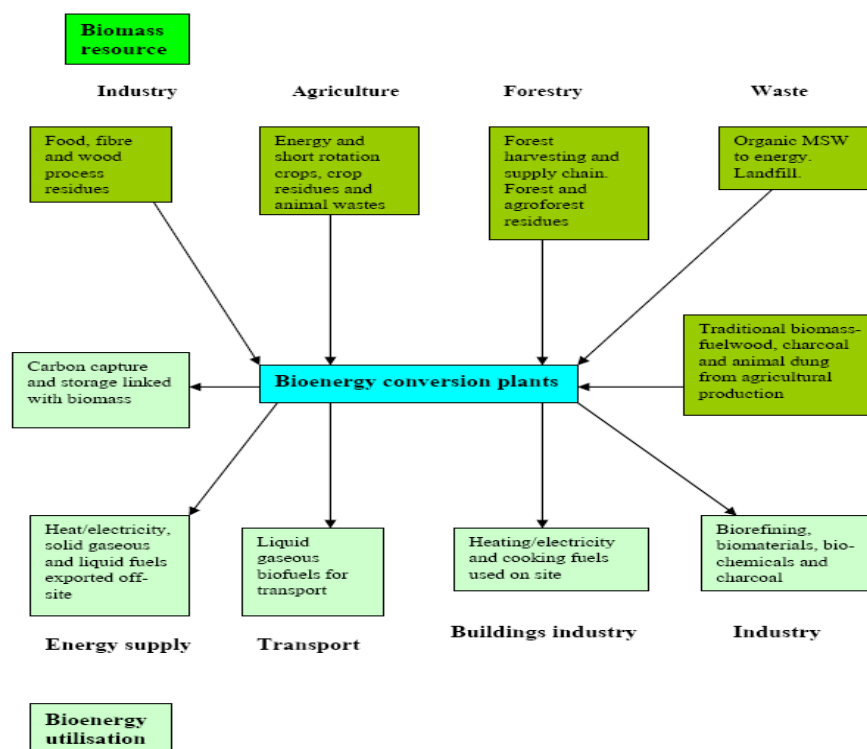 Biomass
resource
Industry
Agriculture
Forestry
Waste
Food, fibre
and wood
process
residues
Energy and
short rotation
crops, crop
residues and
animal wastes
Forest
harvesting and
supply chain.
Forest and
agroforest
residues
Organic MSW
to energy.
Landfill.
Traditional biomass-
fuelwood, charcoal
and animal dung
from agricultural
production
Carbon capture
and storage linked
with biomass
Bioenergy conversion plants
Heat/electricity,
solid gaseous
and liquid fuels
exported off-
site
Liquid
gaseous
biofuels for
transport
Heating/electricity
and cooking fuels
used on site
Biorefining,
biomaterials, bio-
chemicals and
charcoal
Energy supply
Transport
Buildings industry
Industry
Bioenergy
utilisation